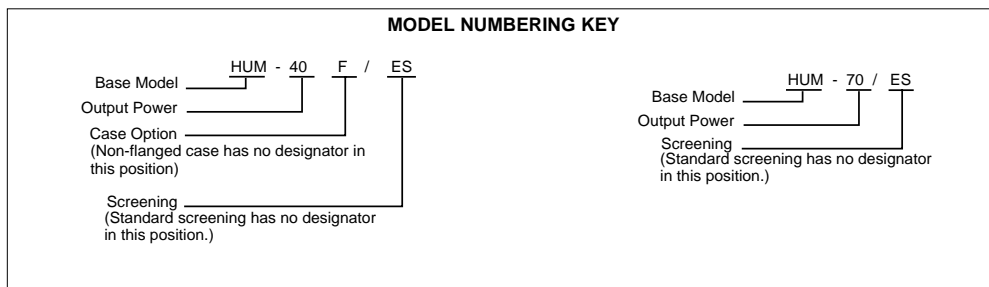 MODEL NUMBERING KEY
HUM - 40 F / ES
Base Model
Output Power
Case Option
(Non-flanged case has no designator in
this position)
Screening
(Standard screening has no designator
in this position.)
HUM - 70 / ES
Base Model
Output Power
Screening
(Standard screening has no designator
in this position.)